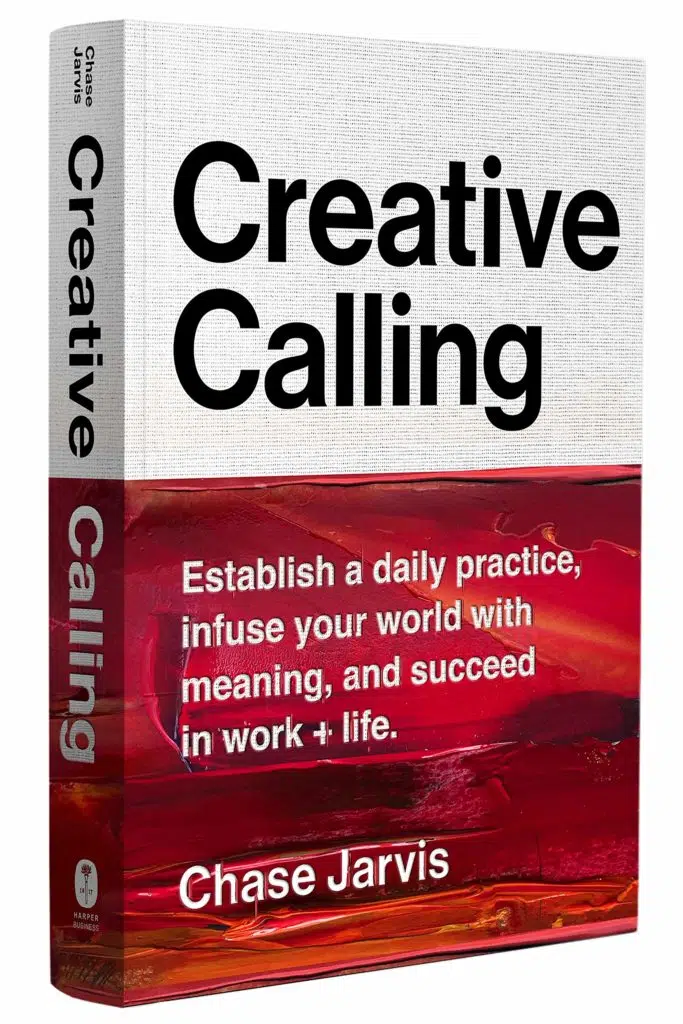 Chase
Jarvis
Creative Calling
HARPER
BUSINESS
Creative
Calling
Establish a daily practice,
infuse your world with
meaning, and succeed
in work + life.
Chase Jarvis